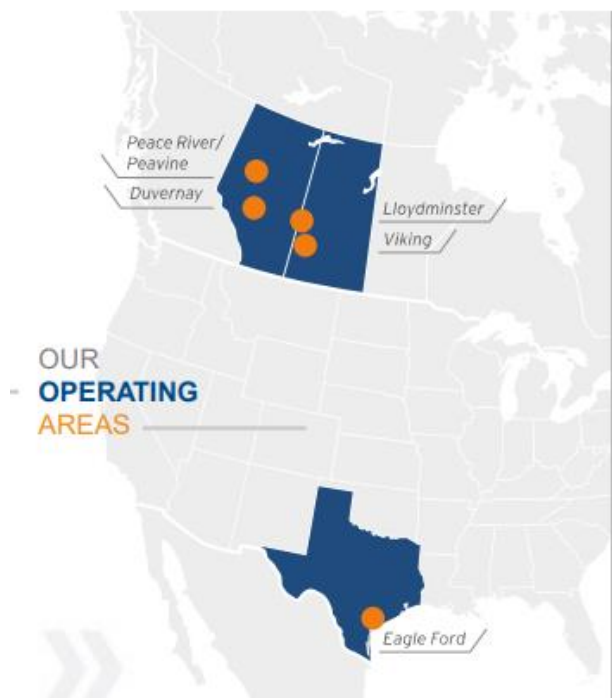 Peace River/
Peavine
Duvernay
Lloydminster
Viking
OUR
OPERATING
AREAS
Eagle Ford